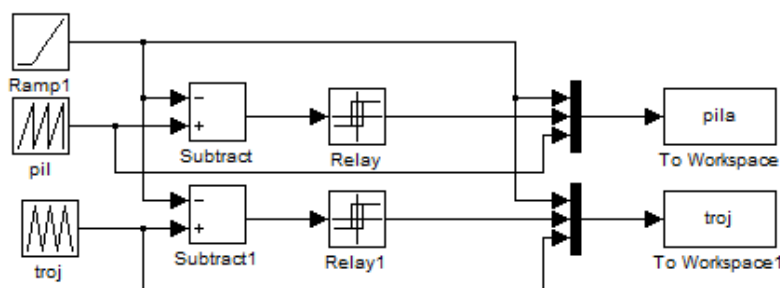 Ramp1
pil
−
+
Subtract
Relay
pila
To Workspace
troj
−
+
Subtract1
Relay1
troj
To Workspace1